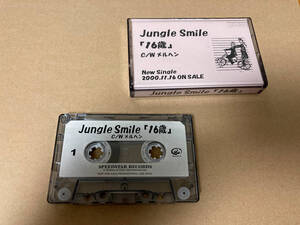 Jungle Smile
『16歳』
C/W メルヘン
New Single
2000.11.16 ON SALE
Jungle Smile 『16歳』
Jungle Smile 『16歳』
C/W メルヘン
1
SPEEDSTAR RECORDS